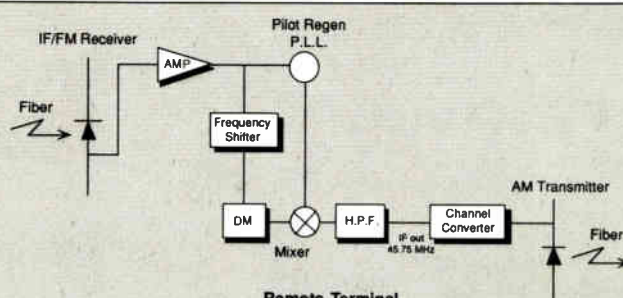 Pilot Regen
P.L.L.
IF/FM Receiver
AMP
Fiber
Frequency
Shifter
AM Transmitter
DM
H.P.F.
Channel
Converter
Fiber
IF out
45.75 MHz
Mixer
Remote Terminal